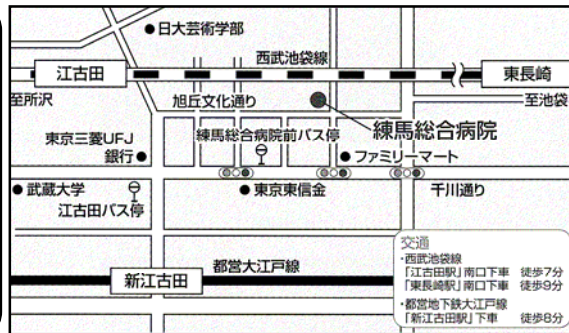 日大芸術学部
西武池袋線
江古田
東長崎
至所沢
至池袋
旭丘文化通り
練馬総合病院
東京三菱UFJ
銀行
練馬総合病院前バス停
ファミリーマート
武蔵大学
江古田バス停
東京東信金
千川通り
都営大江戸線
新江古田
交通
・西武池袋線
「江古田駅」南口下車 徒歩7分
「東長崎駅」南口下車 徒歩9分
・都営地下鉄大江戸線
「新江古田駅」下車 徒歩8分